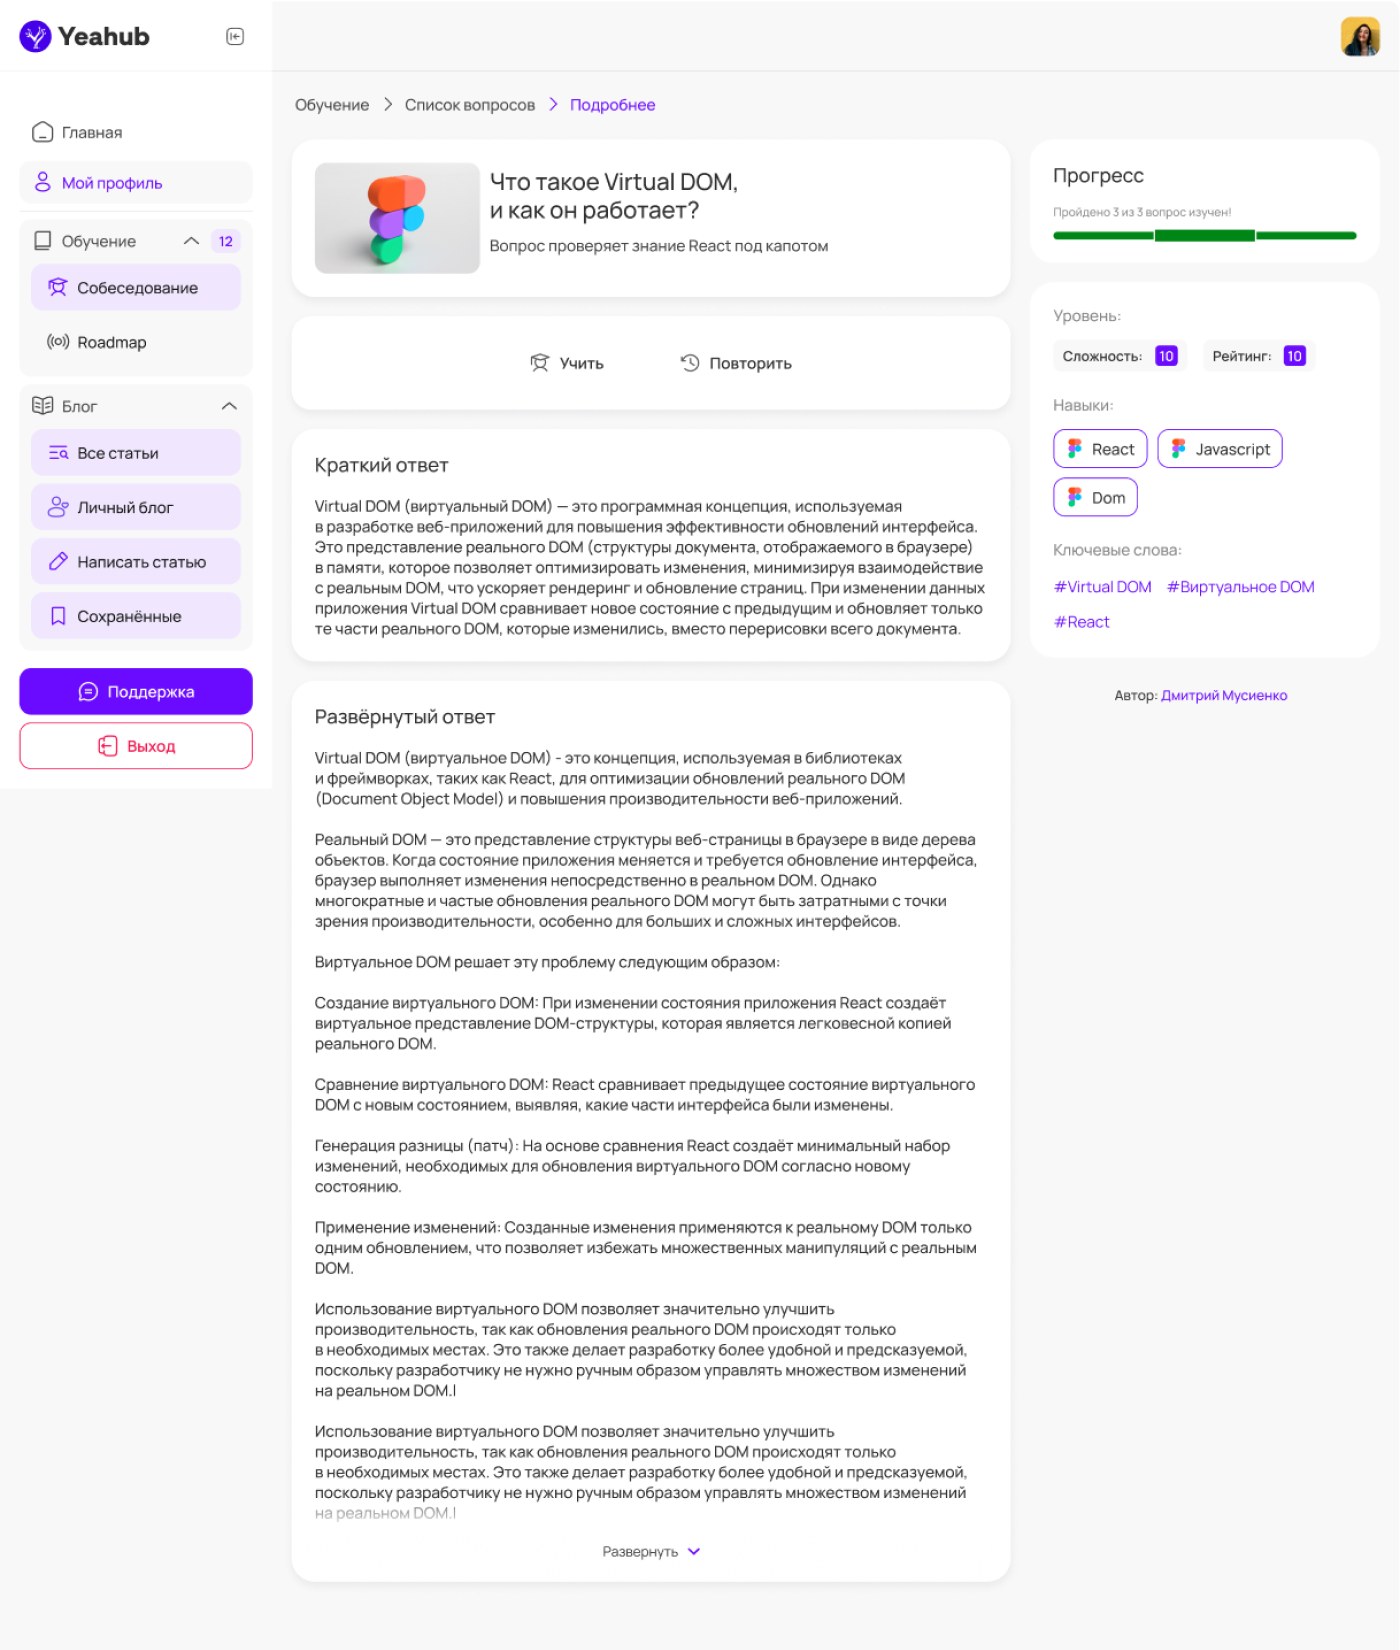 Yeahub
Главная
Мой профиль
Обучение
12
Собеседование
Roadmap
Блог
Все статьи
Личный блог
Написать статью
Сохранённые
Поддержка
Выход
Обучение
Список вопросов
Подробнее
Что такое Virtual DOM,
и как он работает?
Вопрос проверяет знание React под капотом
Учить
Повторить
Краткий ответ
Virtual DOM (виртуальный DOM) — это программная концепция, используемая
в разработке веб-приложений для повышения эффективности обновлений интерфейса.
Это представление реального DOM (структуры документа, отображаемого в браузере)
в памяти, которое позволяет оптимизировать изменения, минимизируя взаимодействие
с реальным DOM, что ускоряет рендеринг и обновление страниц. При изменении данных
приложения Virtual DOM сравнивает новое состояние с предыдущим и обновляет только
те части реального DOM, которые изменились, вместо перерисовки всего документа.
Развёрнутый ответ
Virtual DOM (виртуальное DOM) - это концепция, используемая в библиотеках
и фреймворках, таких как React, для оптимизации обновлений реального DOM
(Document Object Model) и повышения производительности веб-приложений.
Реальный DOM — это представление структуры веб-страницы в браузере в виде дерева
объектов. Когда состояние приложения меняется и требуется обновление интерфейса,
браузер выполняет изменения непосредственно в реальном DOM. Однако
многократные и частые обновления реального DOM могут быть затратными с точки
зрения производительности, особенно для больших и сложных интерфейсов.
Виртуальное DOM решает эту проблему следующим образом:
Создание виртуального DOM: При изменении состояния приложения React создаёт
виртуальное представление DOM-структуры, которая является легковесной копией
реального DOM.
Сравнение виртуального DOM: React сравнивает предыдущее состояние виртуального
DOM с новым состоянием, выявляя, какие части интерфейса были изменены.
Генерация разницы (патч): На основе сравнения React создаёт минимальный набор
изменений, необходимых для обновления виртуального DOM согласно новому
состоянию.
Применение изменений: Созданные изменения применяются к реальному DOM только
одним обновлением, что позволяет избежать множественных манипуляций с реальным
DOM.
Использование виртуального DOM позволяет значительно улучшить
производительность, так как обновления реального DOM происходят только
в необходимых местах. Это также делает разработку более удобной и предсказуемой,
поскольку разработчику не нужно ручным образом управлять множеством изменений
на реальном DOM.l
Использование виртуального DOM позволяет значительно улучшить
производительность, так как обновления реального DOM происходят только
в необходимых местах. Это также делает разработку более удобной и предсказуемой,
поскольку разработчику не нужно ручным образом управлять множеством изменений
на реальном DOM.l
Развернуть
Прогресс
Пройдено 3 из 3 вопрос изучен!
Уровень:
Сложность: 10
Рейтинг: 10
Навыки:
React
Javascript
Dom
Ключевые слова:
#Virtual DOM #Виртуальное DOM
#React
Автор: Дмитрий Мусиенко